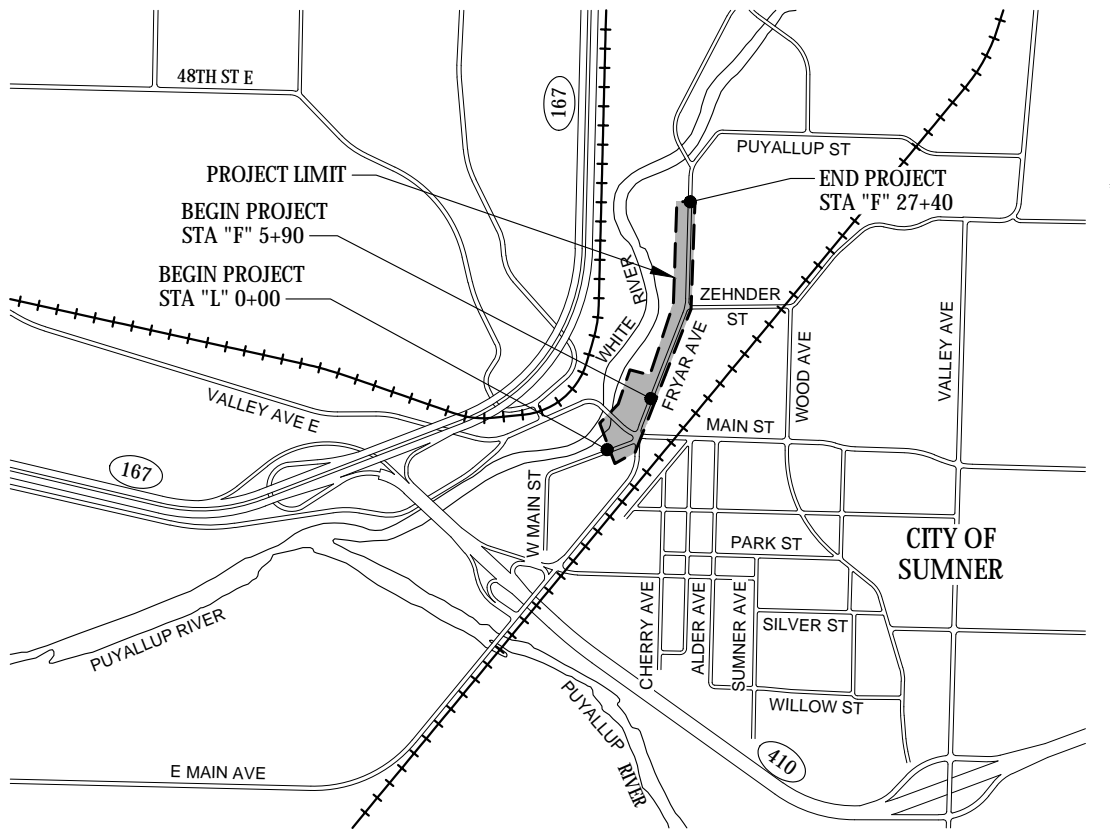 48TH ST E
167
PUYALLUP ST
PROJECT LIMIT
END PROJECT
STA "F" 27+40
BEGIN PROJECT
STA "F" 5+90
BEGIN PROJECT
STA "L" 0+00
WHITE RIVER
ZEHNDER
ST
FRYAR AVE
WOOD AVE
VALLEY AVE
VALLEY AVE E
MAIN ST
167
W MAIN ST
PARK ST
CITY OF
SUMNER
PUYALLUP RIVER
CHERRY AVE
ALDER AVE
SUMNER AVE
SILVER ST
PUYALLUP RIVER
WILLOW ST
E MAIN AVE
410